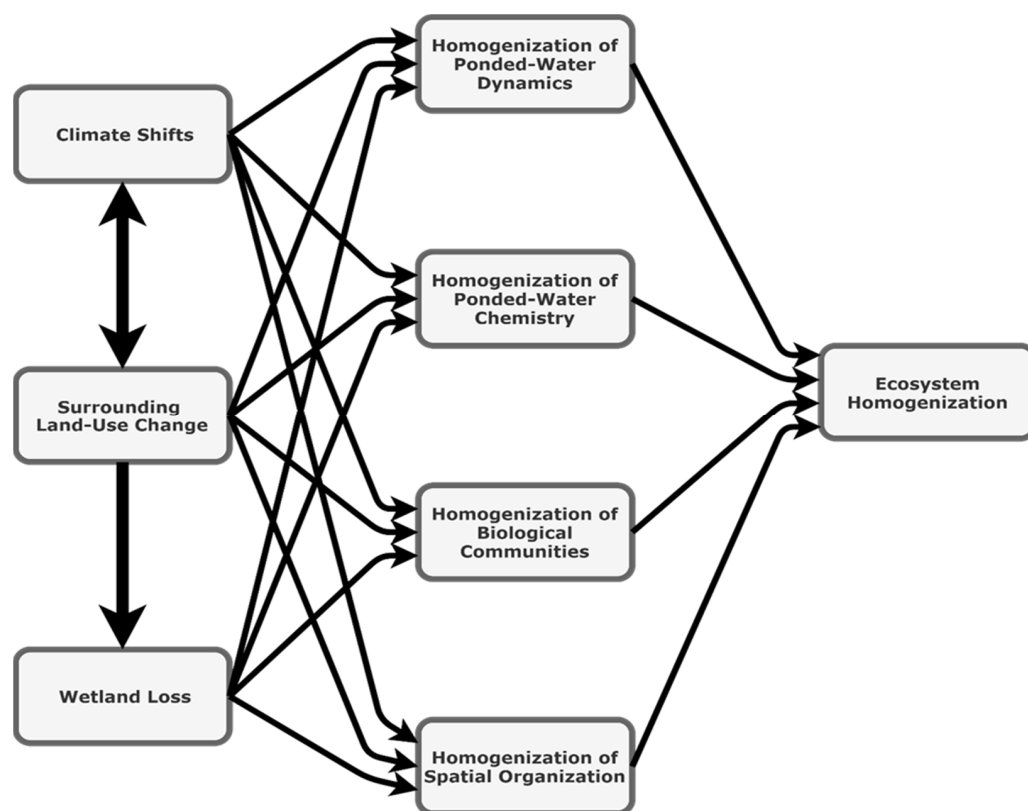 Homogenization of
Ponded-Water
Dynamics
Climate Shifts
Homogenization of
Ponded-Water
Chemistry
Surrounding
Land-Use Change
Ecosystem
Homogenization
Homogenization of
Biological
Communities
Wetland Loss
Homogenization of
Spatial Organization